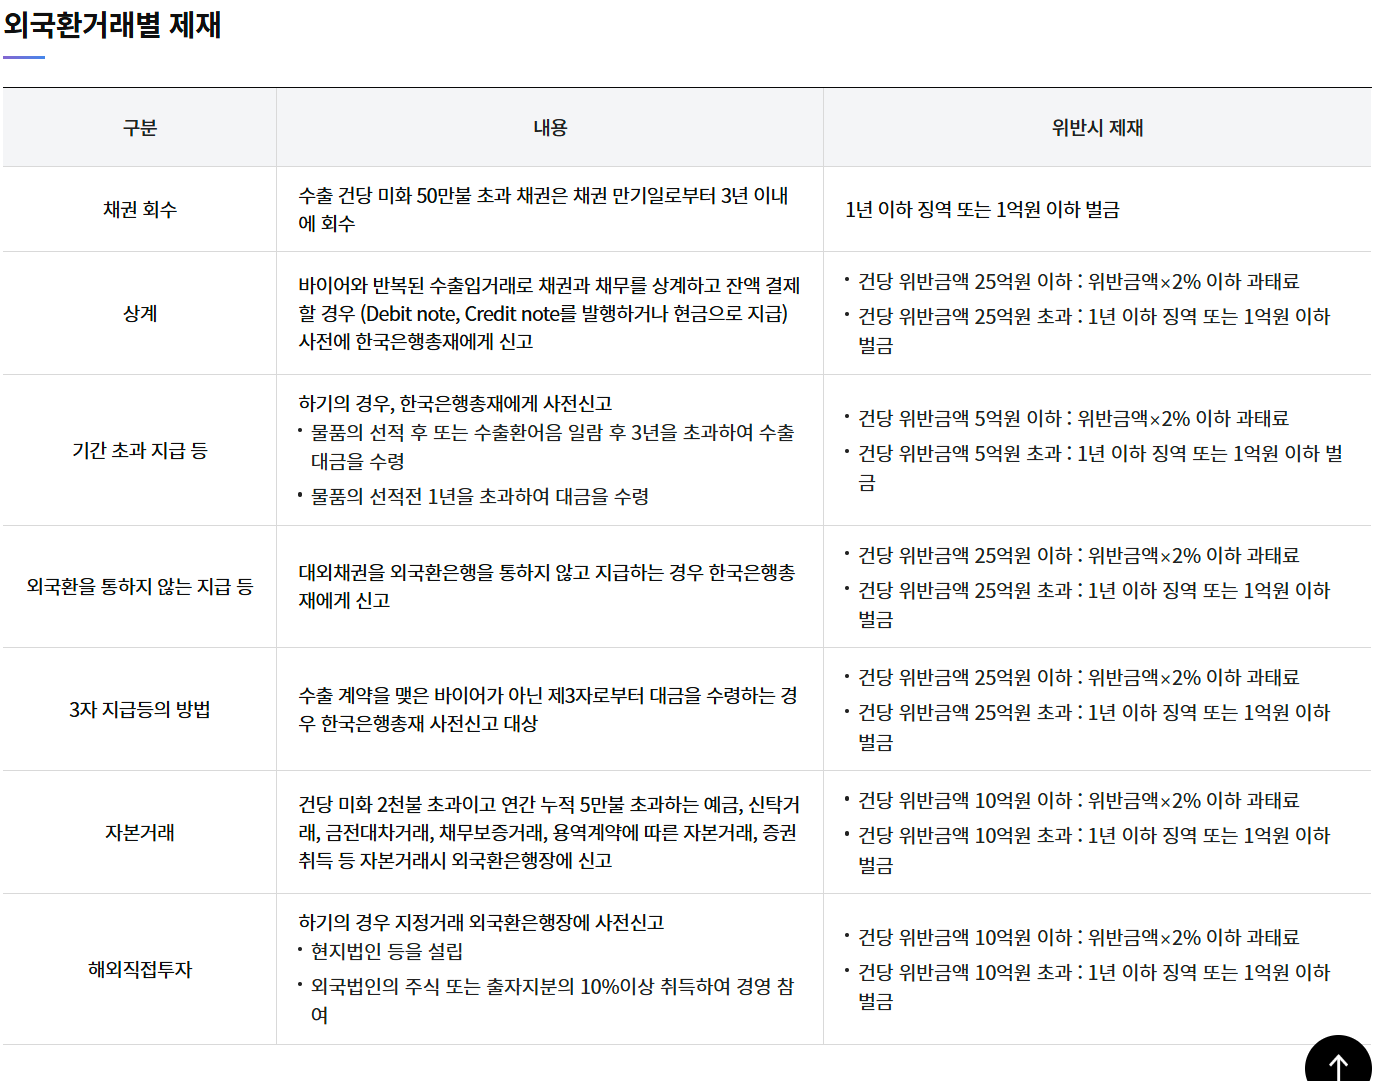 외국환거래별 제재
구분
내용
위반시 제재
채권 회수
수출 건당 미화 50만불 초과 채권은 채권 만기일로부터 3년 이내
에 회수
1년 이하 징역 또는 1억원 이하 벌금
상계
바이어와 반복된 수출입거래로 채권과 채무를 상계하고 잔액 결제
할 경우 (Debit note, Credit note를 발행하거나 현금으로 지급)
사전에 한국은행총재에게 신고
· 건당 위반금액 25억원 이하 : 위반금액×2% 이하 과태료
· 건당 위반금액 25억원 초과 : 1년 이하 징역 또는 1억원 이하
벌금
기간 초과 지급 등
하기의 경우, 한국은행총재에게 사전신고
· 물품의 선적 후 또는 수출환어음 일람 후 3년을 초과하여 수출
대금을 수령
· 물품의 선적전 1년을 초과하여 대금을 수령
· 건당 위반금액 5억원 이하 : 위반금액×2% 이하 과태료
· 건당 위반금액 5억원 초과 : 1년 이하 징역 또는 1억원 이하 벌
금
외국환을 통하지 않는 지급 등
대외채권을 외국환은행을 통하지 않고 지급하는 경우 한국은행총
재에게 신고
· 건당 위반금액 25억원 이하 : 위반금액×2% 이하 과태료
· 건당 위반금액 25억원 초과 : 1년 이하 징역 또는 1억원 이하
벌금
3자 지급등의 방법
수출 계약을 맺은 바이어가 아닌 제3자로부터 대금을 수령하는 경
우 한국은행총재 사전신고 대상
· 건당 위반금액 25억원 이하 : 위반금액×2% 이하 과태료
· 건당 위반금액 25억원 초과 : 1년 이하 징역 또는 1억원 이하
벌금
자본거래
건당 미화 2천불 초과이고 연간 누적 5만불 초과하는 예금, 신탁거
래, 금전대차거래, 채무보증거래, 용역계약에 따른 자본거래, 증권
취득 등 자본거래시 외국환은행장에 신고
· 건당 위반금액 10억원 이하 : 위반금액×2% 이하 과태료
· 건당 위반금액 10억원 초과 : 1년 이하 징역 또는 1억원 이하
벌금
해외직접투자
하기의 경우 지정거래 외국환은행장에 사전신고
· 현지법인 등을 설립
· 외국법인의 주식 또는 출자지분의 10%이상 취득하여 경영 참
여
· 건당 위반금액 10억원 이하 : 위반금액×2% 이하 과태료
· 건당 위반금액 10억원 초과 : 1년 이하 징역 또는 1억원 이하
벌금